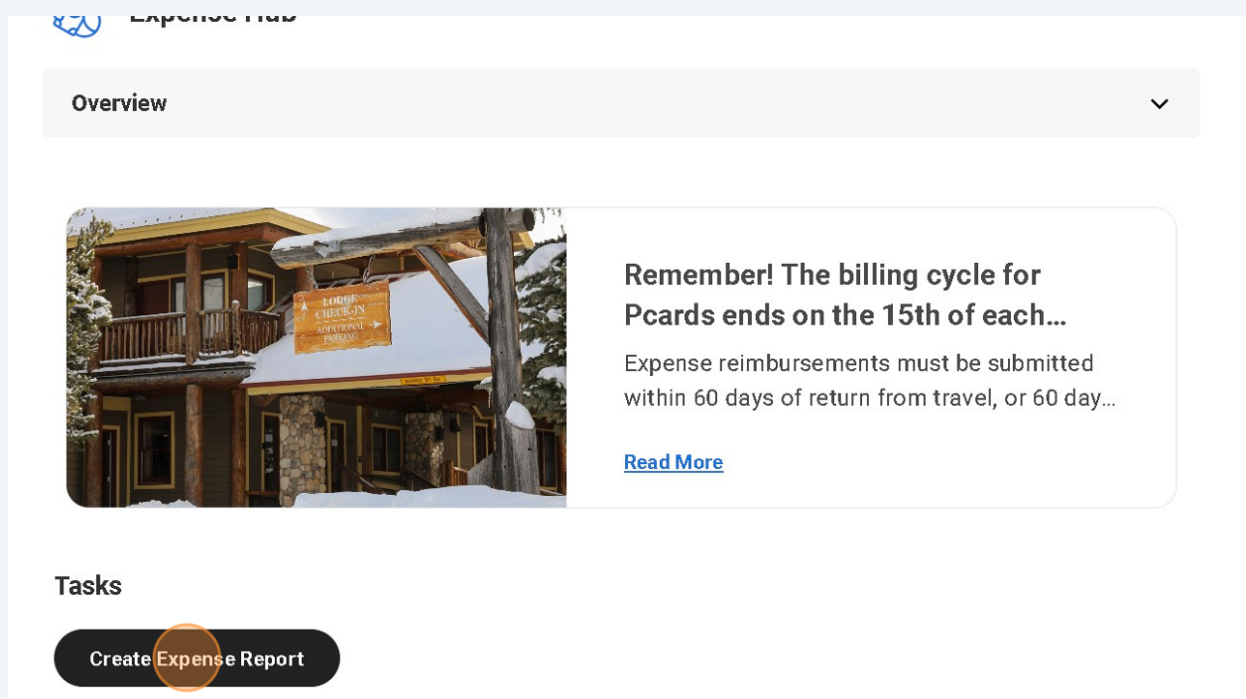 Expense Hub
Overview
LODGE
CHECK-IN
ADDITIONAL
PARKING
Remember! The billing cycle for
Pcards ends on the 15th of each...
Expense reimbursements must be submitted
within 60 days of return from travel, or 60 day...
Read More
Tasks
Create Expense Report